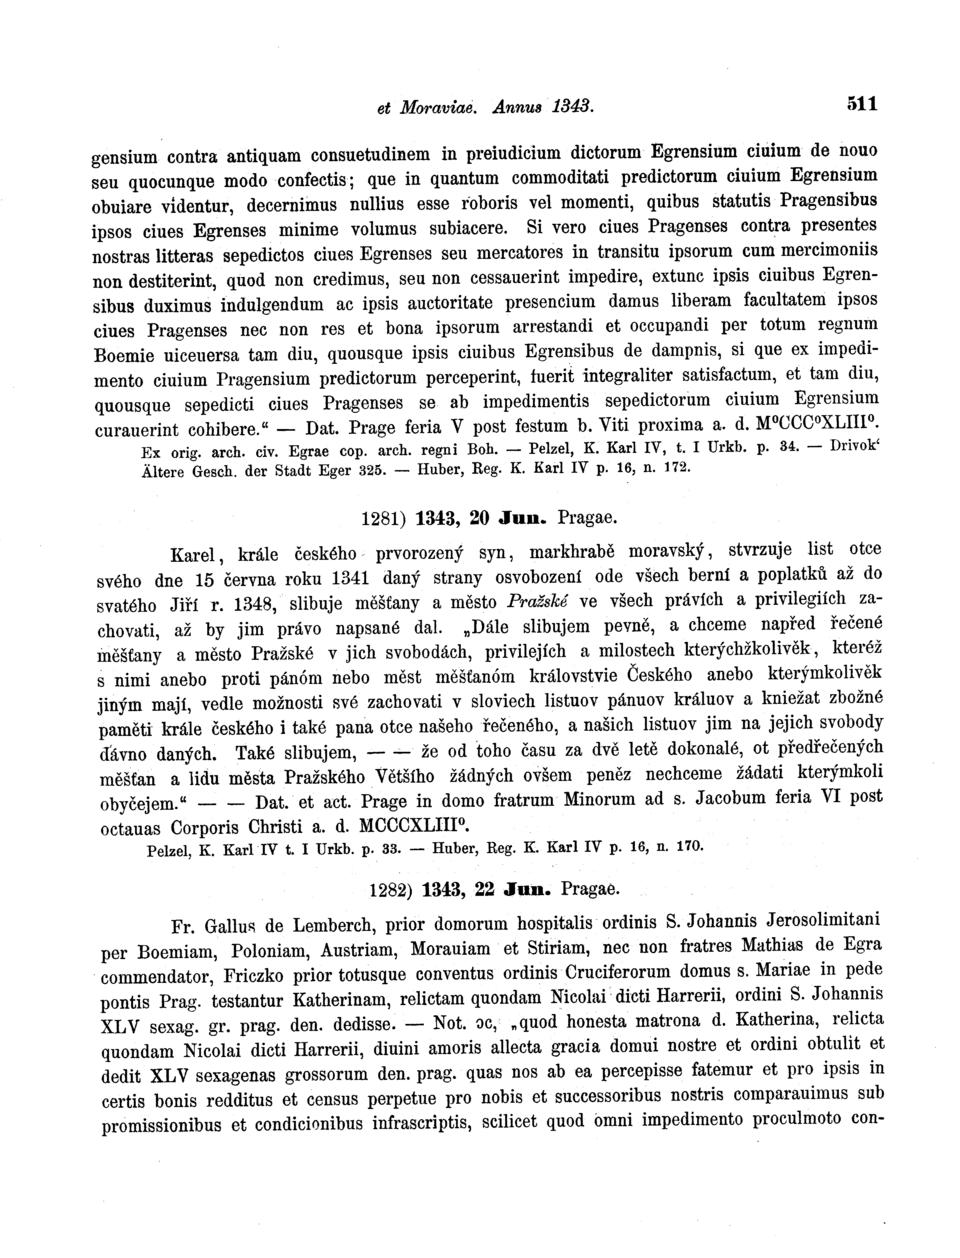 et Moraviae. Annus 1343. 511
gensium contra antiquam consuetudinem in preiudicium dictorum Egrensium ciuium de nouo
seu quocunque modo confectis; que in quantum commoditati predictorum ciuium Egrensium
obuiare videntur, decernimus nullius esse roboris vel momenti, quibus statutis Pragensibus
ipsos ciues Egrenses minime volumus subiacere. Si vero ciues Pragenses contra presentes
nostras litteras sepedictos ciues Egrenses seu mercatores in transitu ipsorum cum mercimoniis
non destiterint, quod non credimus, seu non cessauerint impedire, extunc ipsis ciuibus Egren-
sibus duximus indulgendum ac ipsis auctoritate presencium damus liberam facultatem ipsos
ciues Pragenses nec non res et bona ipsorum arrestandi et occupandi per totum regnum
Boemie uiceuersa tam diu, quousque ipsis ciuibus Egrensibus de dampnis, si que ex impedi-
mento ciuium Pragensium predictorum perceperint, fuerit integraliter satisfactum, et tam diu,
quousque sepedicti ciues Pragenses se ab impedimentis sepedictorum ciuium Egrensium
curauerint cohibere.“ — Dat. Prage feria V post festum b. Viti proxima a. d. M⁰CCC⁰XLIII⁰.
Ex orig. arch. civ. Egrae cop. arch. regni Boh. — Pelzel, K. Karl IV, t. I Urkb. p. 34. — Drivok‘
Ältere Gesch. der Stadt Eger 325. — Huber, Reg. K. Karl IV p. 16, n. 172.
1281) 1343, 20 Jun. Pragae.
Karel, krále českého prvorozený syn, markhrabě moravský, stvrzuje list otce
svého dne 15 června roku 1341 daný strany osvobození ode všech berní a poplatků až do
svatého Jiří r. 1348, slibuje měšťany a město Pražské ve všech právích a privilegiích za-
chovati, až by jim právo napsané dal. „Dále slibujem pevně, a chceme napřed řečené
měšťany a město Pražské v jich svobodách, privilejích a milostech kterýchžkolivěk, kteréž
s nimi anebo proti pánóm nebo měst měšťanóm královstvie Českého anebo kterýmkolivěk
jiným mají, vedle možnosti své zachovati v sloviech listuov pánuov králuov a kniežat zbožné
paměti krále českého i také pana otce našeho řečeného, a našich listuov jim na jejich svobody
dávno daných. Také slibujem, — — že od toho času za dvě letě dokonalé, ot předřečených
měšťan a lidu města Pražského Většího žádných ovšem peněz nechceme žádati kterýmkoli
obyčejem.“ — — Dat. et act. Prage in domo fratrum Minorum ad s. Jacobum feria VI post
octauas Corporis Christi a. d. MCCCXLIII⁰.
Pelzel, K. Karl IV t. I Urkb. p. 33. — Huber, Reg. K. Karl IV p. 16, n. 170.
1282) 1343, 22 Jun. Pragae.
Fr. Gallus de Lemberch, prior domorum hospitalis ordinis S. Johannis Jerosolimitani
per Boemiam, Poloniam, Austriam, Morauiam et Stiriam, nec non fratres Mathias de Egra
commendator, Friczko prior totusque conventus ordinis Cruciferorum domus s. Mariae in pede
pontis Prag. testantur Katherinam, relictam quondam Nicolai dicti Harrerii, ordini S. Johannis
XLV sexag. gr. prag. den. dedisse. — Not. ɔc, „quod honesta matrona d. Katherina, relicta
quondam Nicolai dicti Harrerii, diuini amoris allecta gracia domui nostre et ordini obtulit et
dedit XLV sexagenas grossorum den. prag. quas nos ab ea percepisse fatemur et pro ipsis in
certis bonis redditus et census perpetue pro nobis et successoribus nostris comparauimus sub
promissionibus et condicionibus infrascriptis, scilicet quod omni impedimento proculmoto con-